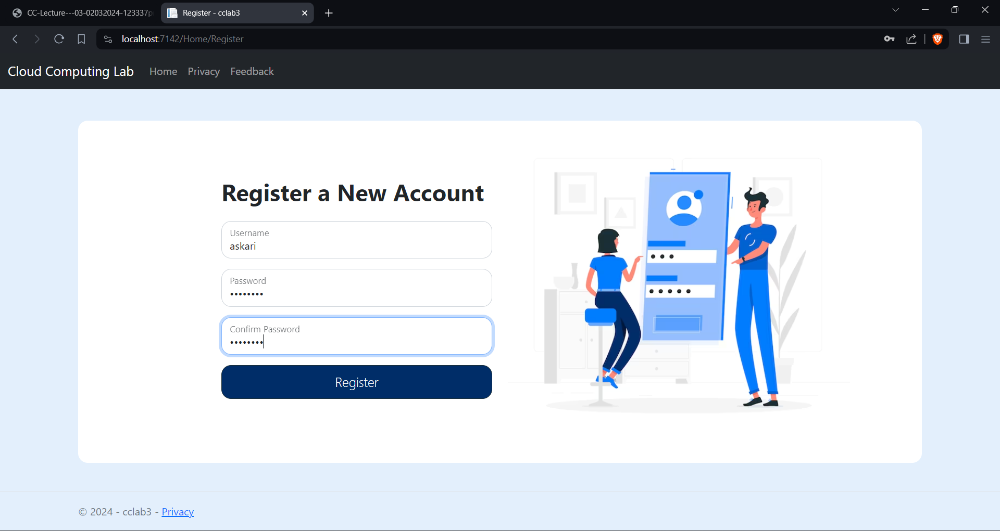 CC-Lecture---03-02032024-123337p
Register - cclab3
localhost:7142/Home/Register
Cloud Computing Lab
Home
Privacy
Feedback
Register a New Account
Username
askari
Password
••••••••
Confirm Password
••••••••
Register
© 2024 - cclab3 - Privacy